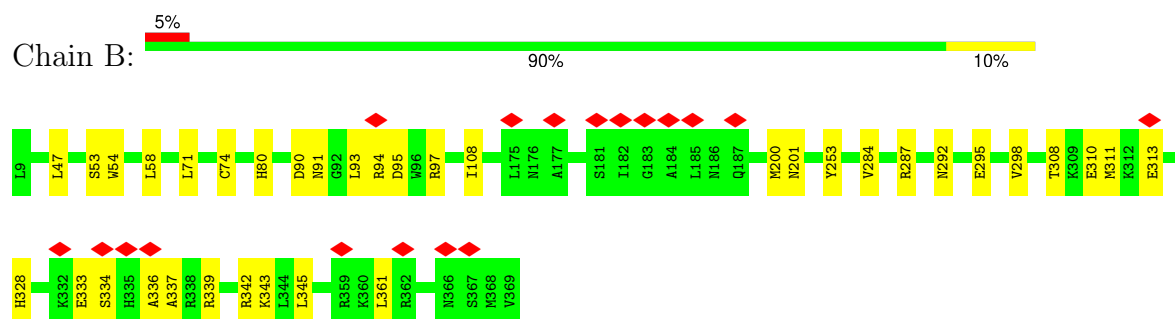 5%
Chain B:
90% 10%
L9 L47 S53 W54 L58 L71 C74 H80 D90 N91 G92 L93 R94 D95 W96 R97 I108 L175 N176 A177 S181 I182 G183 A184 L185 N186 Q187 M200 N201 Y253 V284 R287 N292 E295 V298 T308 K309 E310 M311 K312 E313
H328 K332 E333 S334 H335 A336 A337 R338 R339 R342 K343 L344 L345 R359 K360 L361 R362 N366 S367 M368 V369